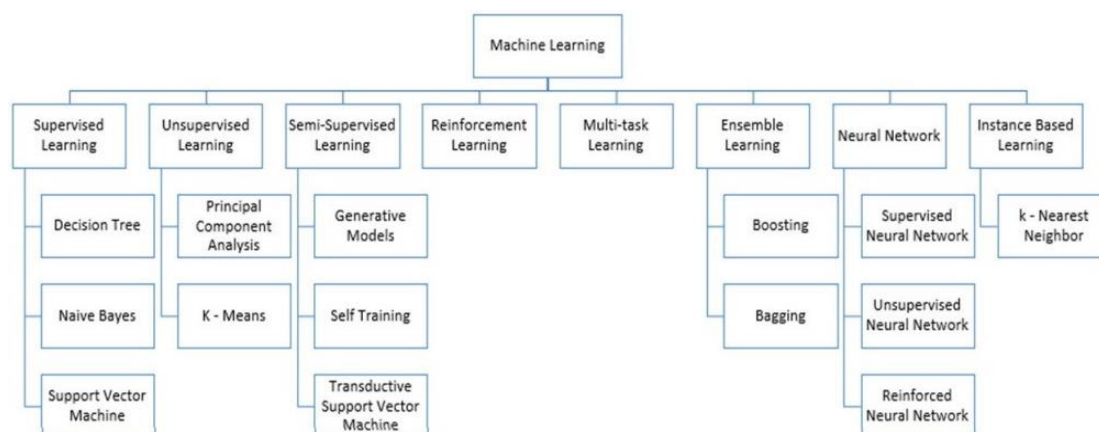 Machine Learning
Supervised
Learning
Unsupervised
Learning
Semi-Supervised
Learning
Reinforcement
Learning
Multi-task
Learning
Ensemble
Learning
Neural Network
Instance Based
Learning
Decision Tree
Principal
Component
Analysis
Generative
Models
Boosting
Supervised
Neural Network
k - Nearest
Neighbor
Naive Bayes
K - Means
Self Training
Bagging
Unsupervised
Neural Network
Support Vector
Machine
Transductive
Support Vector
Machine
Reinforced
Neural Network